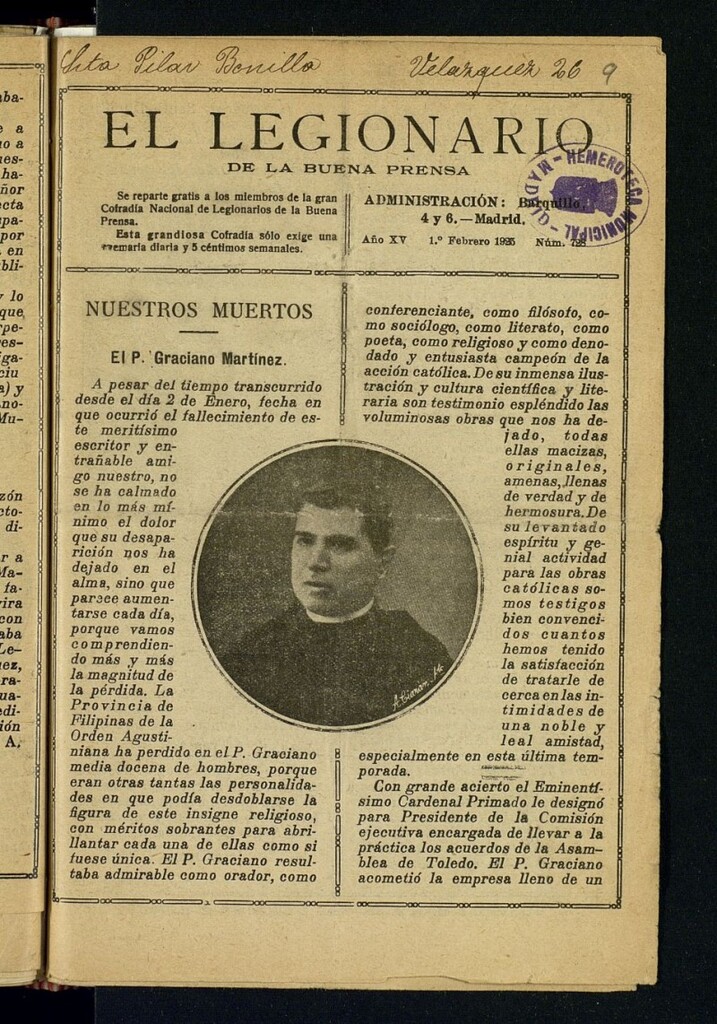 Srta Pilar Bonilla Velazquez 26 9
EL LEGIONARIO
DE LA BUENA PRENSA
Se reparte gratis a los miembros de la gran
Cofradía Nacional de Legionarios de la Buena
Prensa.
Esta grandiosa Cofradía sólo exige una
avemaría diaria y 5 céntimos semanales.
ADMINISTRACIÓN: Barquillo,
4 y 6.—Madrid.
Año XV 1.º Febrero 1925 Núm. 728
HEMEROTECA MUNICIPAL - MADRID -
NUESTROS MUERTOS
El P. Graciano Martínez.
A pesar del tiempo transcurrido
desde el día 2 de Enero, fecha en
que ocurrió el fallecimiento de es-
te meritísimo
escritor y en-
trañable ami-
go nuestro, no
se ha calmado
en lo más mí-
nimo el dolor
que su desapa-
rición nos ha
dejado en el
alma, sino que
parece aumen-
tarse cada día,
porque vamos
comprendien-
do más y más
la magnitud de
la pérdida. La
Provincia de
Filipinas de la
Orden Agusti-
niana ha perdido en el P. Graciano
media docena de hombres, porque
eran otras tantas las personalida-
des en que podía desdoblarse la
figura de este insigne religioso,
con méritos sobrantes para abri-
llantar cada una de ellas como si
fuese única. El P. Graciano resul-
taba admirable como orador, como
conferenciante, como filósofo, co-
mo sociólogo, como literato, como
poeta, como religioso y como deno-
dado y entusiasta campeón de la
acción católica. De su inmensa ilus-
tración y cultura científica y lite-
raria son testimonio espléndido las
voluminosas obras que nos ha de-
jado, todas
ellas macizas,
originales,
amenas, llenas
de verdad y de
hermosura. De
su levantado
espíritu y ge-
nial actividad
para las obras
católicas so-
mos testigos
bien convenci-
dos cuantos
hemos tenido
la satisfacción
de tratarle de
cerca en las in-
timidades de
una noble y
leal amistad,
especialmente en esta última tem-
porada.
Con grande acierto el Eminentí-
simo Cardenal Primado le designó
para Presidente de la Comisión
ejecutiva encargada de llevar a la
práctica los acuerdos de la Asam-
blea de Toledo. El P. Graciano
acometió la empresa lleno de un